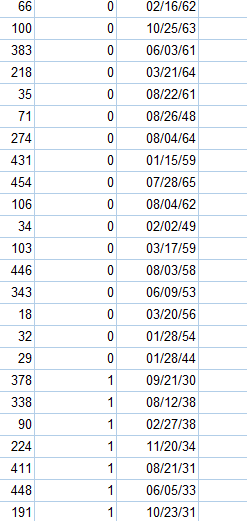 66 0 02/16/62
100 0 10/25/63
383 0 06/03/61
218 0 03/21/64
35 0 08/22/61
71 0 08/26/48
274 0 08/04/64
431 0 01/15/59
454 0 07/28/65
106 0 08/04/62
34 0 02/02/49
103 0 03/17/59
446 0 08/03/58
343 0 06/09/53
18 0 03/20/56
32 0 01/28/54
29 0 01/28/44
378 1 09/21/30
338 1 08/12/38
90 1 02/27/38
224 1 11/20/34
411 1 08/21/31
448 1 06/05/33
191 1 10/23/31